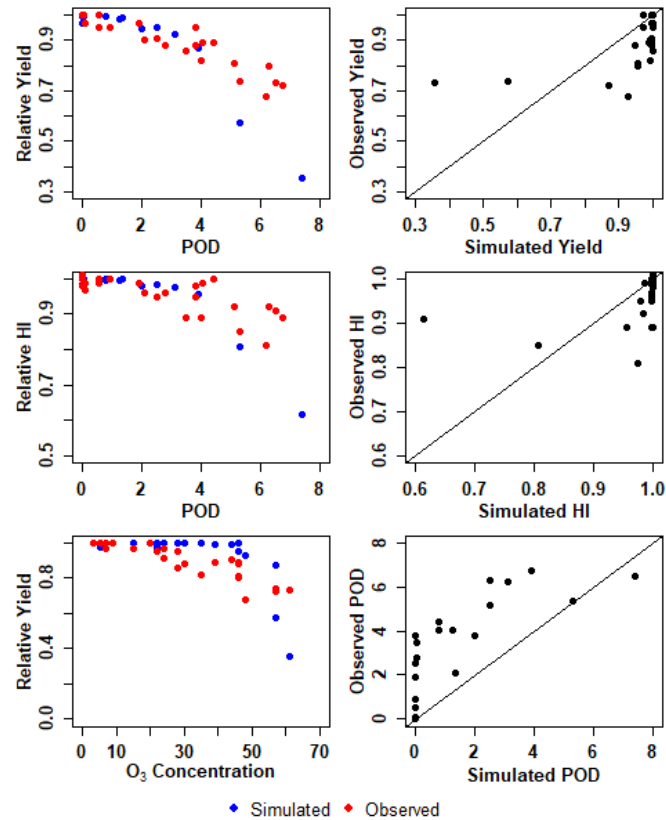 Relative Yield
0.3 0.5 0.7 0.9
0 2 4 6 8
POD
Observed Yield
0.3 0.5 0.7 0.9
0.3 0.5 0.7 0.9
Simulated Yield
Relative HI
0.5 0.7 0.9
0 2 4 6 8
POD
Observed HI
0.6 0.7 0.8 0.9 1.0
0.6 0.7 0.8 0.9 1.0
Simulated HI
Relative Yield
0.0 0.4 0.8
0 10 30 50 70
O₃ Concentration
Observed POD
0 2 4 6 8
0 2 4 6 8
Simulated POD
Simulated Observed